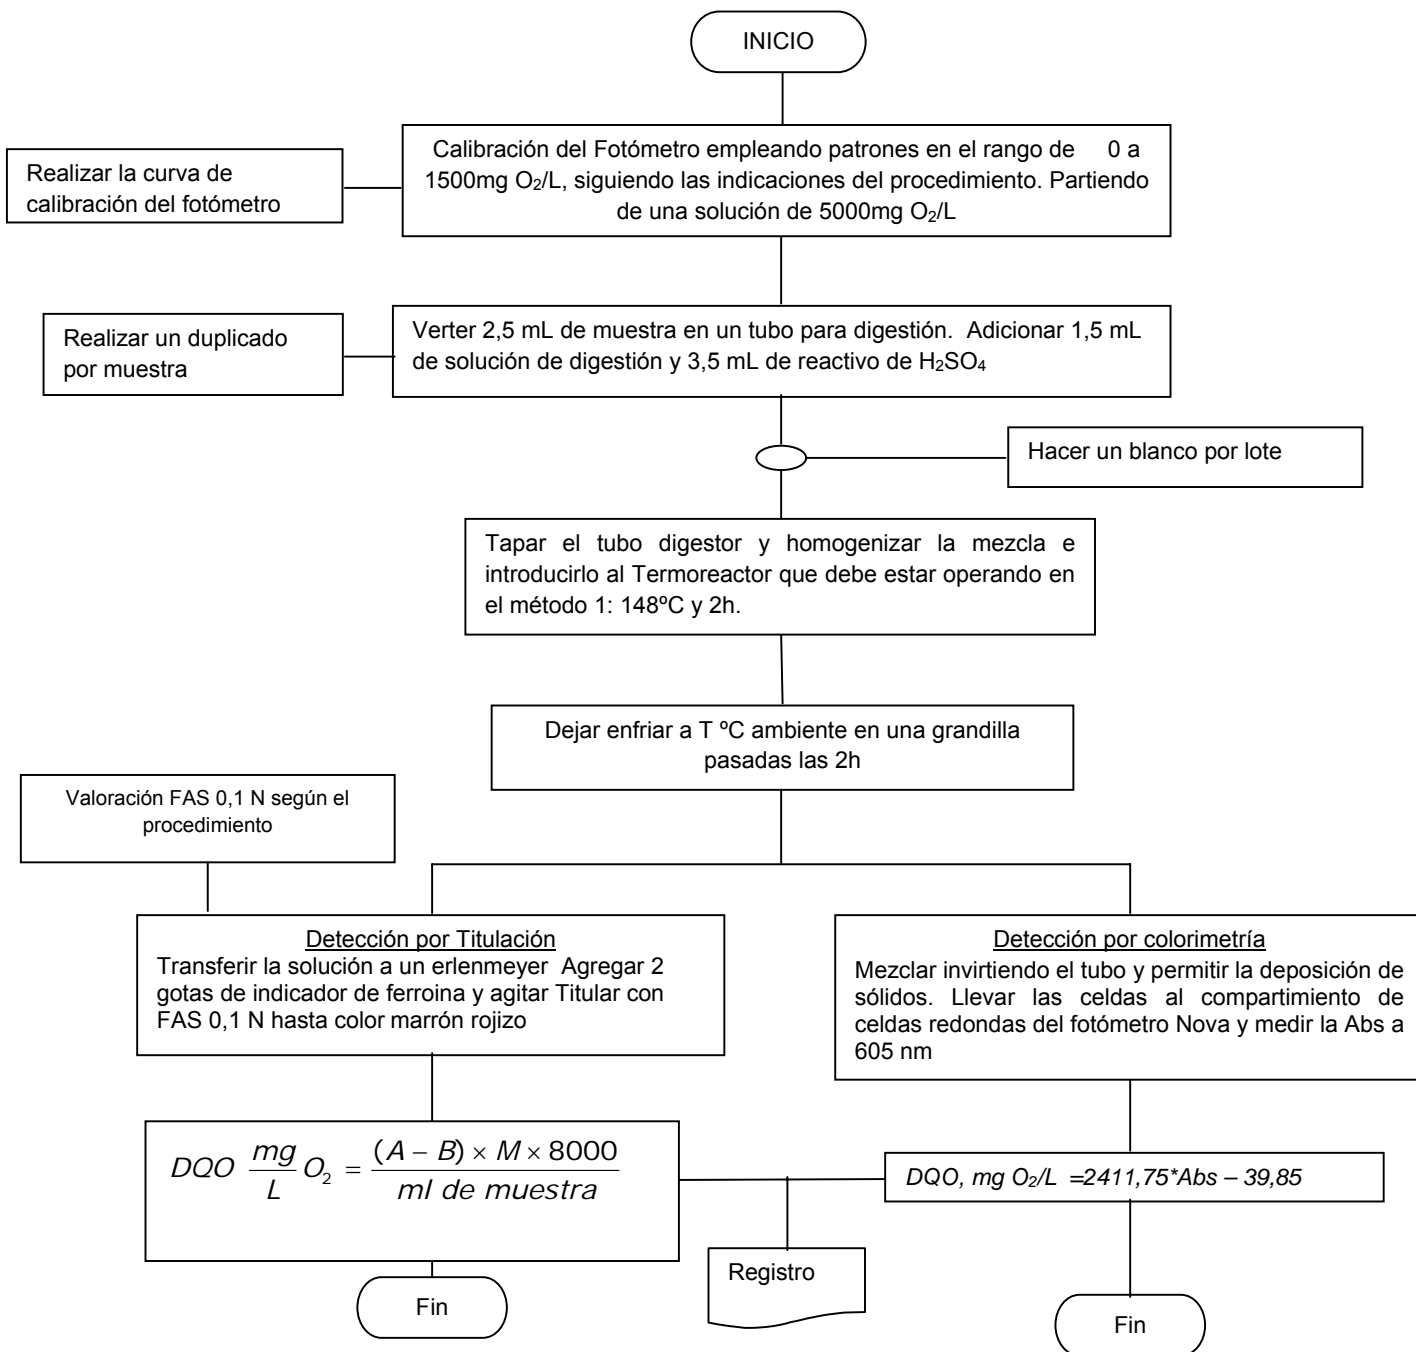 INICIO
Realizar la curva de
calibración del fotómetro
Calibración del Fotómetro empleando patrones en el rango de 0 a
1500mg O₂/L, siguiendo las indicaciones del procedimiento. Partiendo
de una solución de 5000mg O₂/L
Realizar un duplicado
por muestra
Verter 2,5 mL de muestra en un tubo para digestión. Adicionar 1,5 mL
de solución de digestión y 3,5 mL de reactivo de H₂SO₄
Hacer un blanco por lote
Tapar el tubo digestor y homogenizar la mezcla e
introducirlo al Termoreactor que debe estar operando en
el método 1: 148ºC y 2h.
Dejar enfriar a T ºC ambiente en una grandilla
pasadas las 2h
Valoración FAS 0,1 N según el
procedimiento
Detección por Titulación
Transferir la solución a un erlenmeyer Agregar 2
gotas de indicador de ferroina y agitar Titular con
FAS 0,1 N hasta color marrón rojizo
Detección por colorimetría
Mezclar invirtiendo el tubo y permitir la deposición de
sólidos. Llevar las celdas al compartimiento de
celdas redondas del fotómetro Nova y medir la Abs a
605 nm
DQO mg/L O₂ = (A – B) × M × 8000 / ml de muestra
DQO, mg O₂/L =2411,75*Abs – 39,85
Registro
Fin
Fin